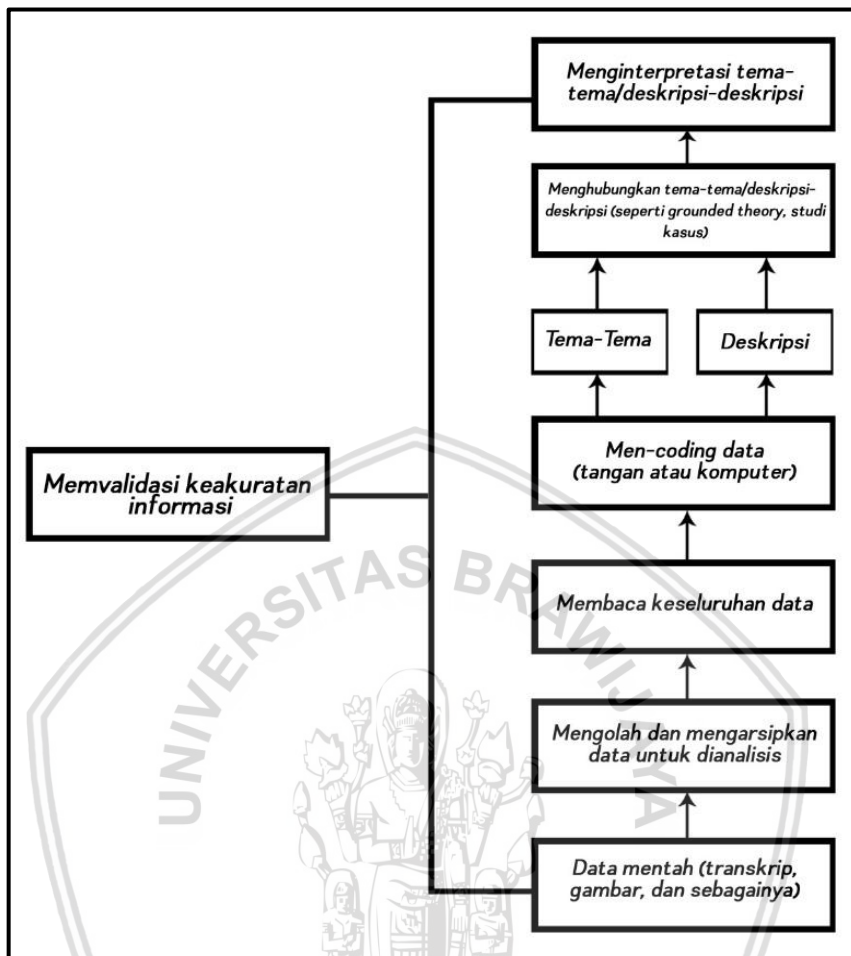 Menginterpretasi tema-
tema/deskripsi-deskripsi
Menghubungkan tema-tema/deskripsi-
deskripsi (seperti grounded theory, studi
kasus)
Tema-Tema
Deskripsi
Men-coding data
(tangan atau komputer)
Memvalidasi keakuratan
informasi
Membaca keseluruhan data
Mengolah dan mengarsipkan
data untuk dianalisis
Data mentah (transkrip,
gambar, dan sebagainya)
UNIVERSITAS BRAWIJAYA